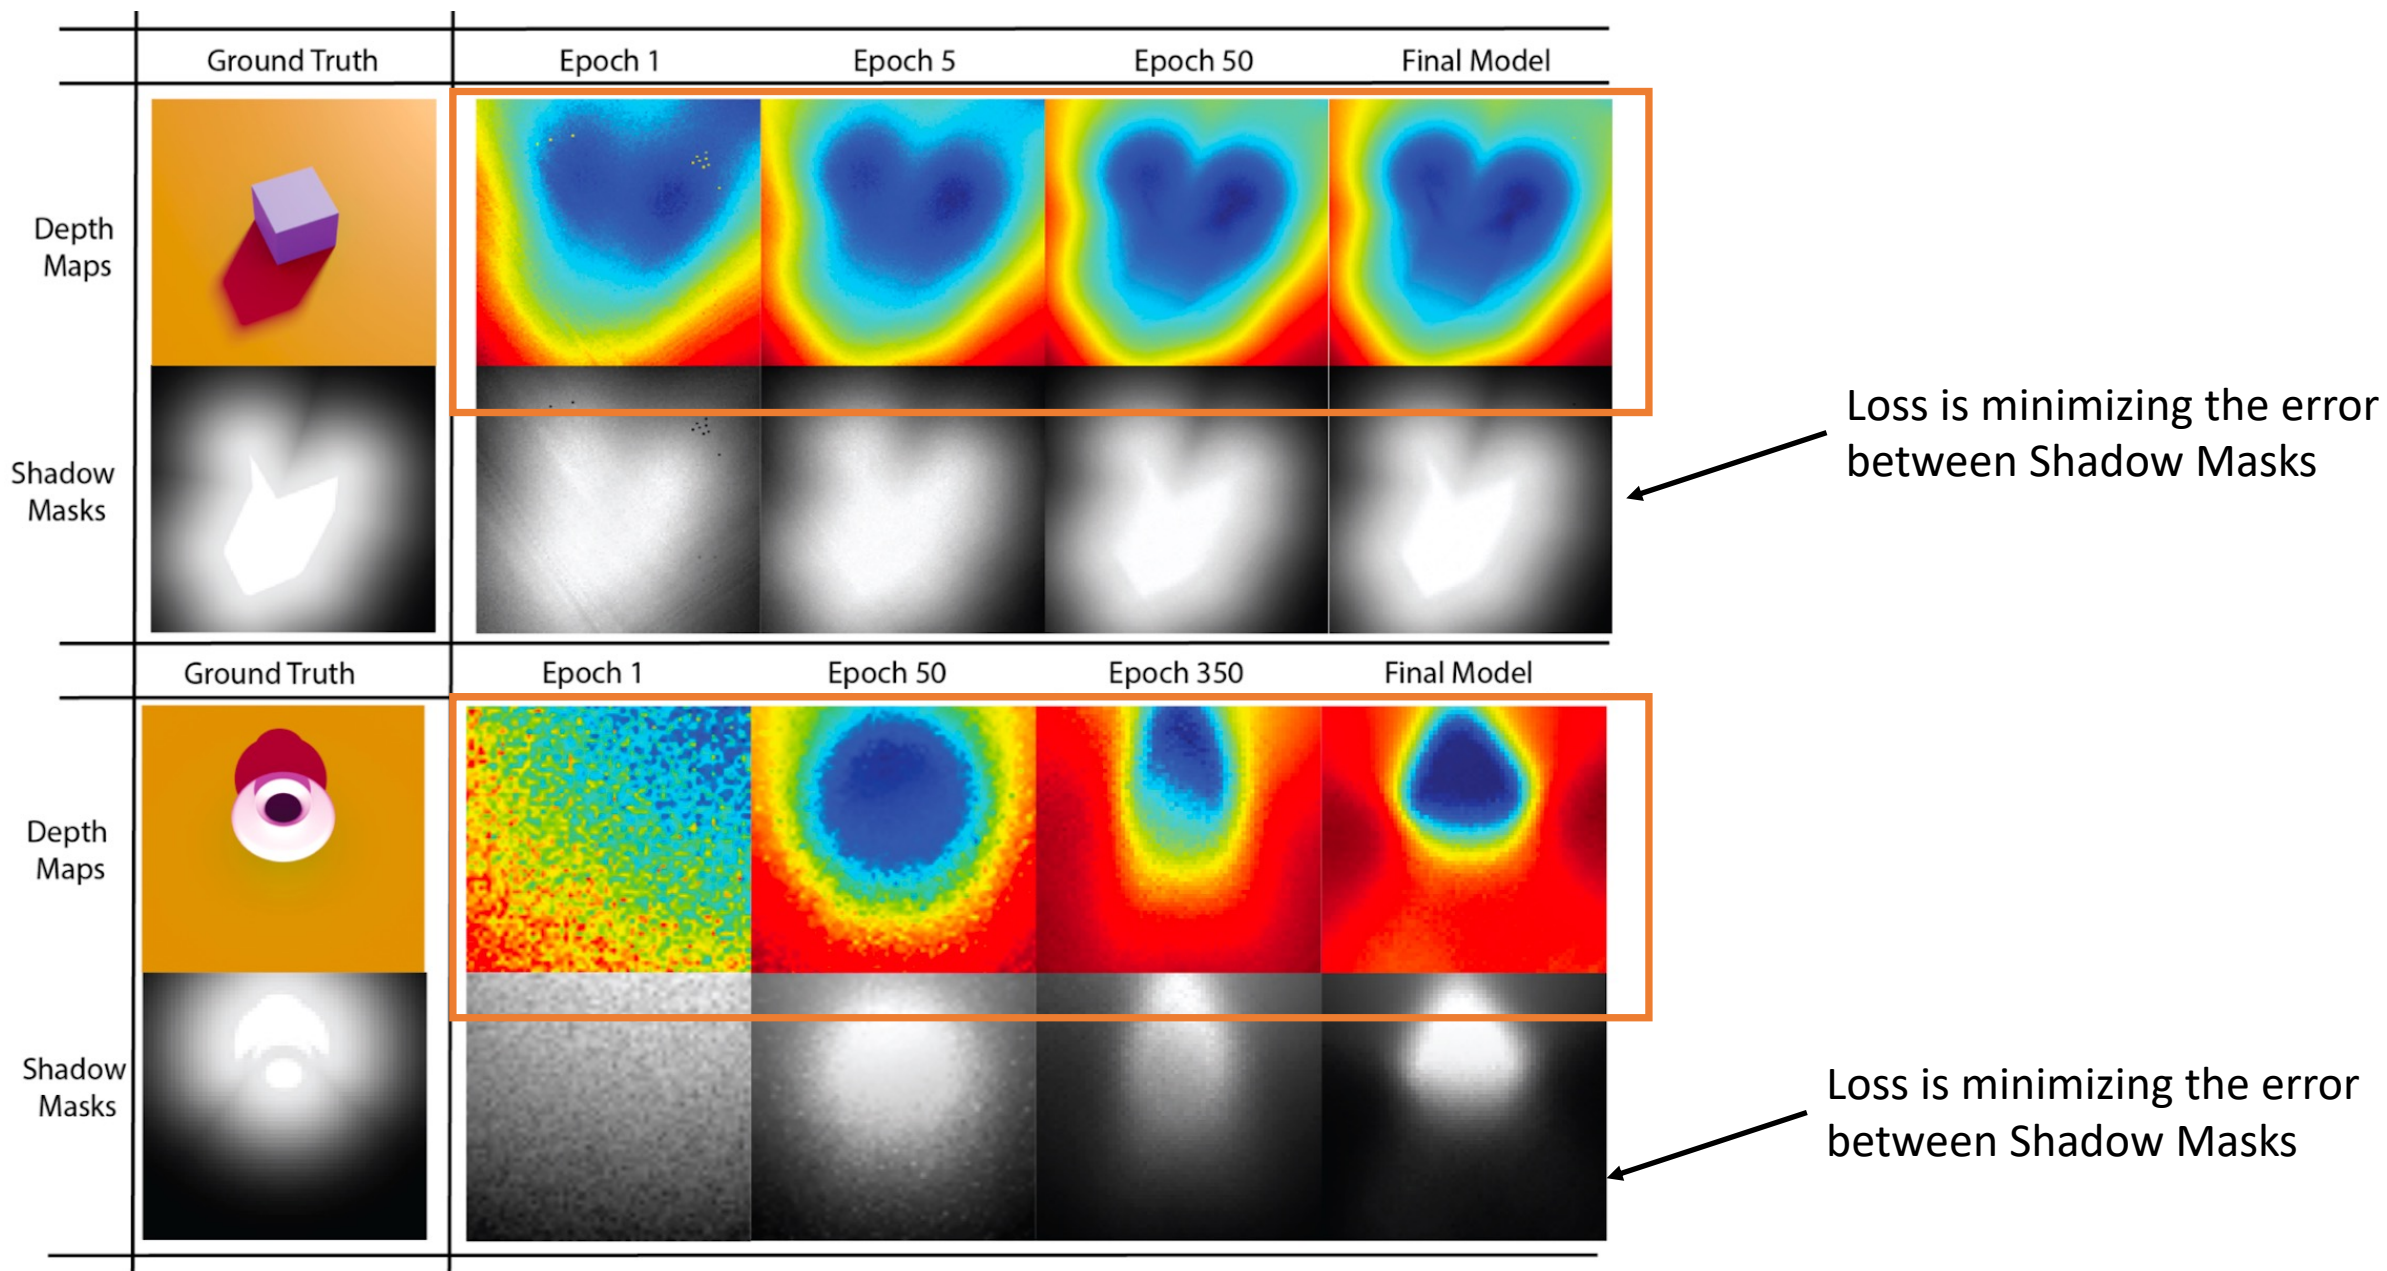 Ground Truth Epoch 1 Epoch 5 Epoch 50 Final Model
Depth
Maps
Loss is minimizing the error
between Shadow Masks
Shadow
Masks
Ground Truth Epoch 1 Epoch 50 Epoch 350 Final Model
Depth
Maps
Loss is minimizing the error
between Shadow Masks
Shadow
Masks